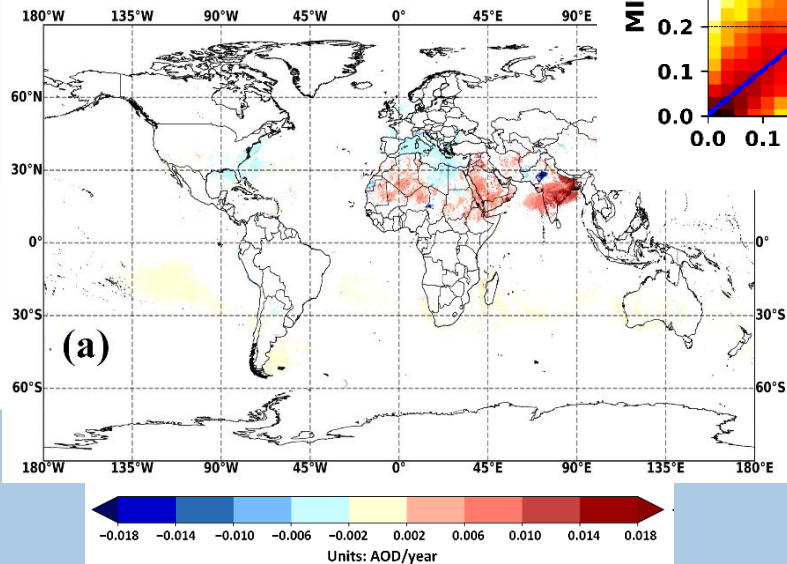 135°W 90°W 45°W 0° 45°E 90°E
MI
0.2
0.1
0.0
0.0 0.1
60°N
30°N
0° 0°
30°S 30°S
(a)
60°S 60°S
180°W 135°W 90°W 45°W 0° 45°E 90°E 135°E 180°E
−0.018 −0.014 −0.010 −0.006 −0.002 0.002 0.006 0.010 0.014 0.018
Units: AOD/year